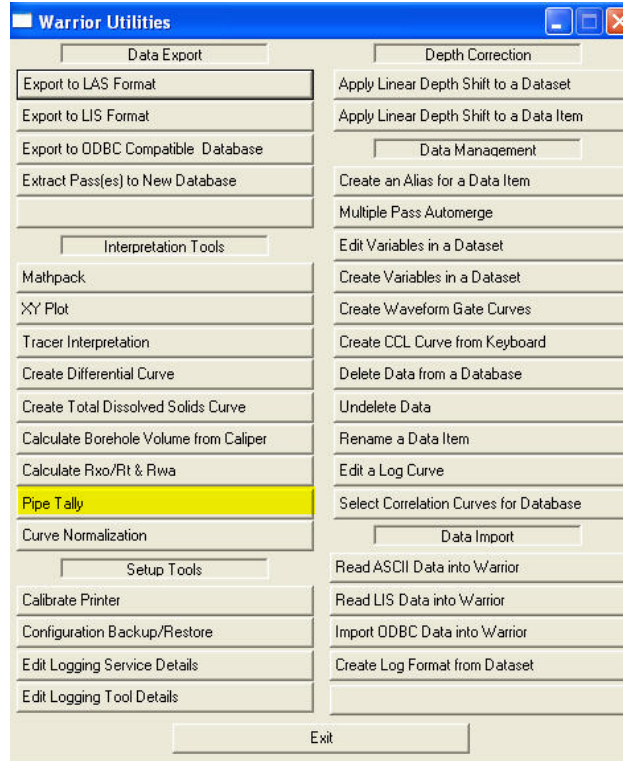 Warrior Utilities
Data Export
Export to LAS Format
Export to LIS Format
Export to ODBC Compatible Database
Extract Pass(es) to New Database
Interpretation Tools
Mathpack
XY Plot
Tracer Interpretation
Create Differential Curve
Create Total Dissolved Solids Curve
Calculate Borehole Volume from Caliper
Calculate Rxo/Rt & Rwa
Pipe Tally
Curve Normalization
Setup Tools
Calibrate Printer
Configuration Backup/Restore
Edit Logging Service Details
Edit Logging Tool Details
Depth Correction
Apply Linear Depth Shift to a Dataset
Apply Linear Depth Shift to a Data Item
Data Management
Create an Alias for a Data Item
Multiple Pass Automerge
Edit Variables in a Dataset
Create Variables in a Dataset
Create Waveform Gate Curves
Create CCL Curve from Keyboard
Delete Data from a Database
Undelete Data
Rename a Data Item
Edit a Log Curve
Select Correlation Curves for Database
Data Import
Read ASCII Data into Warrior
Read LIS Data into Warrior
Import ODBC Data into Warrior
Create Log Format from Dataset
Exit